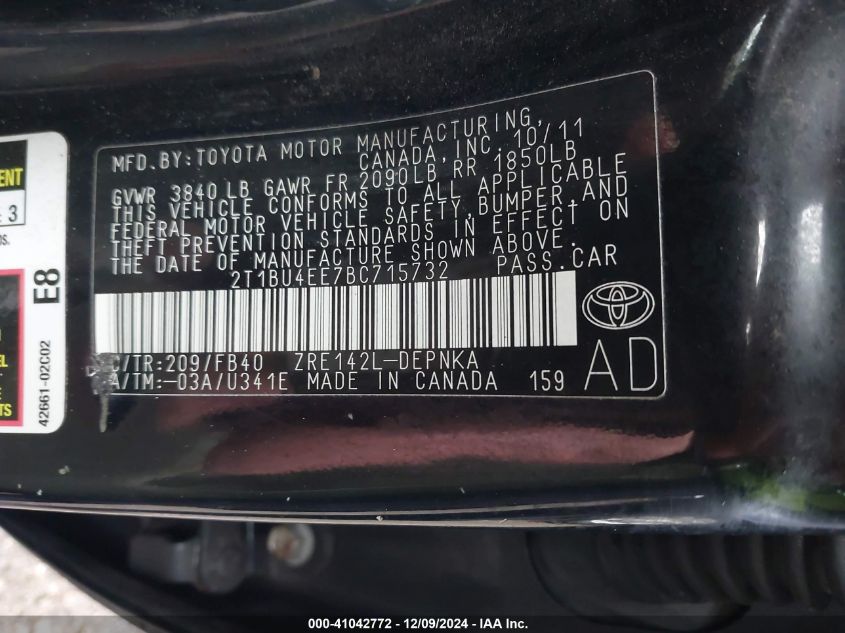 MFD.BY:TOYOTA MOTOR MANUFACTURING,
CANADA, INC. 10/11
GVWR 3840 LB GAWR FR 2090LB RR 1850LB
THIS VEHICLE CONFORMS TO ALL APPLICABLE
FEDERAL MOTOR VEHICLE SAFETY,BUMPER,AND
THEFT PREVENTION STANDARDS IN EFFECT ON
THE DATE OF MANUFACTURE SHOWN ABOVE.
2T1BU4EE7BC715732 PASS.CAR
C/TR:209/FB40 ZRE142L-DEPNKA
A/TM:-03A/U341E MADE IN CANADA 159
AD
3
E8
42661-02C02
000-41042772 - 12/09/2024 - IAA Inc.